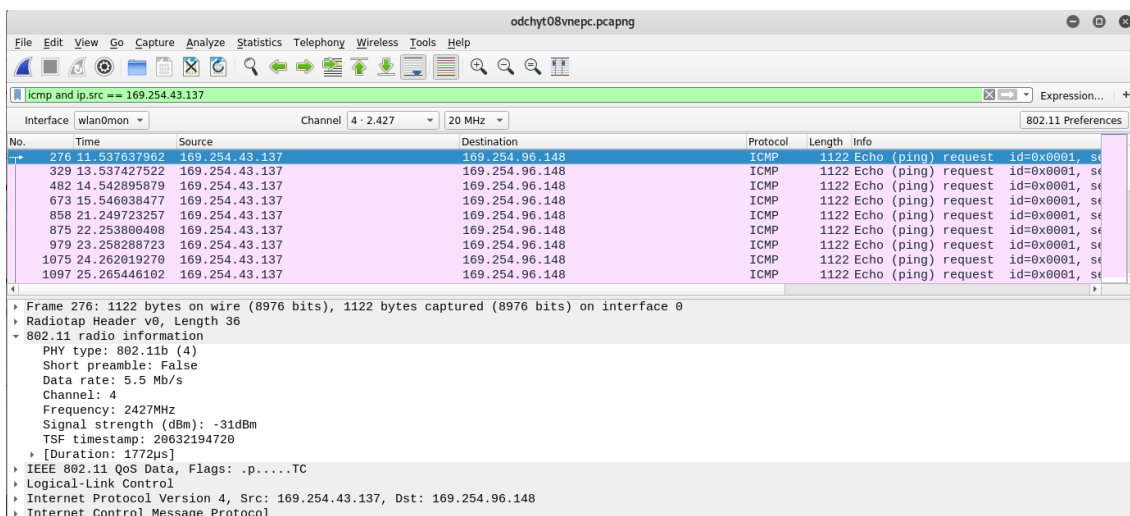 odchyt08vnepc.pcapng
File Edit View Go Capture Analyze Statistics Telephony Wireless Tools Help
icmp and ip.src == 169.254.43.137 Expression... +
Interface wlan0mon Channel 4 · 2.427 20 MHz 802.11 Preferences
No. Time Source Destination Protocol Length Info
276 11.537637962 169.254.43.137 169.254.96.148 ICMP 1122 Echo (ping) request id=0x0001, se
329 13.537427522 169.254.43.137 169.254.96.148 ICMP 1122 Echo (ping) request id=0x0001, se
482 14.542895879 169.254.43.137 169.254.96.148 ICMP 1122 Echo (ping) request id=0x0001, se
673 15.546038477 169.254.43.137 169.254.96.148 ICMP 1122 Echo (ping) request id=0x0001, se
858 21.249723257 169.254.43.137 169.254.96.148 ICMP 1122 Echo (ping) request id=0x0001, se
875 22.253800408 169.254.43.137 169.254.96.148 ICMP 1122 Echo (ping) request id=0x0001, se
979 23.258288723 169.254.43.137 169.254.96.148 ICMP 1122 Echo (ping) request id=0x0001, se
1075 24.262019270 169.254.43.137 169.254.96.148 ICMP 1122 Echo (ping) request id=0x0001, se
1097 25.265446102 169.254.43.137 169.254.96.148 ICMP 1122 Echo (ping) request id=0x0001, se
Frame 276: 1122 bytes on wire (8976 bits), 1122 bytes captured (8976 bits) on interface 0
Radiotap Header v0, Length 36
802.11 radio information
PHY type: 802.11b (4)
Short preamble: False
Data rate: 5.5 Mb/s
Channel: 4
Frequency: 2427MHz
Signal strength (dBm): -31dBm
TSF timestamp: 20632194720
[Duration: 1772µs]
IEEE 802.11 QoS Data, Flags: .p.....TC
Logical-Link Control
Internet Protocol Version 4, Src: 169.254.43.137, Dst: 169.254.96.148
Internet Control Message Protocol